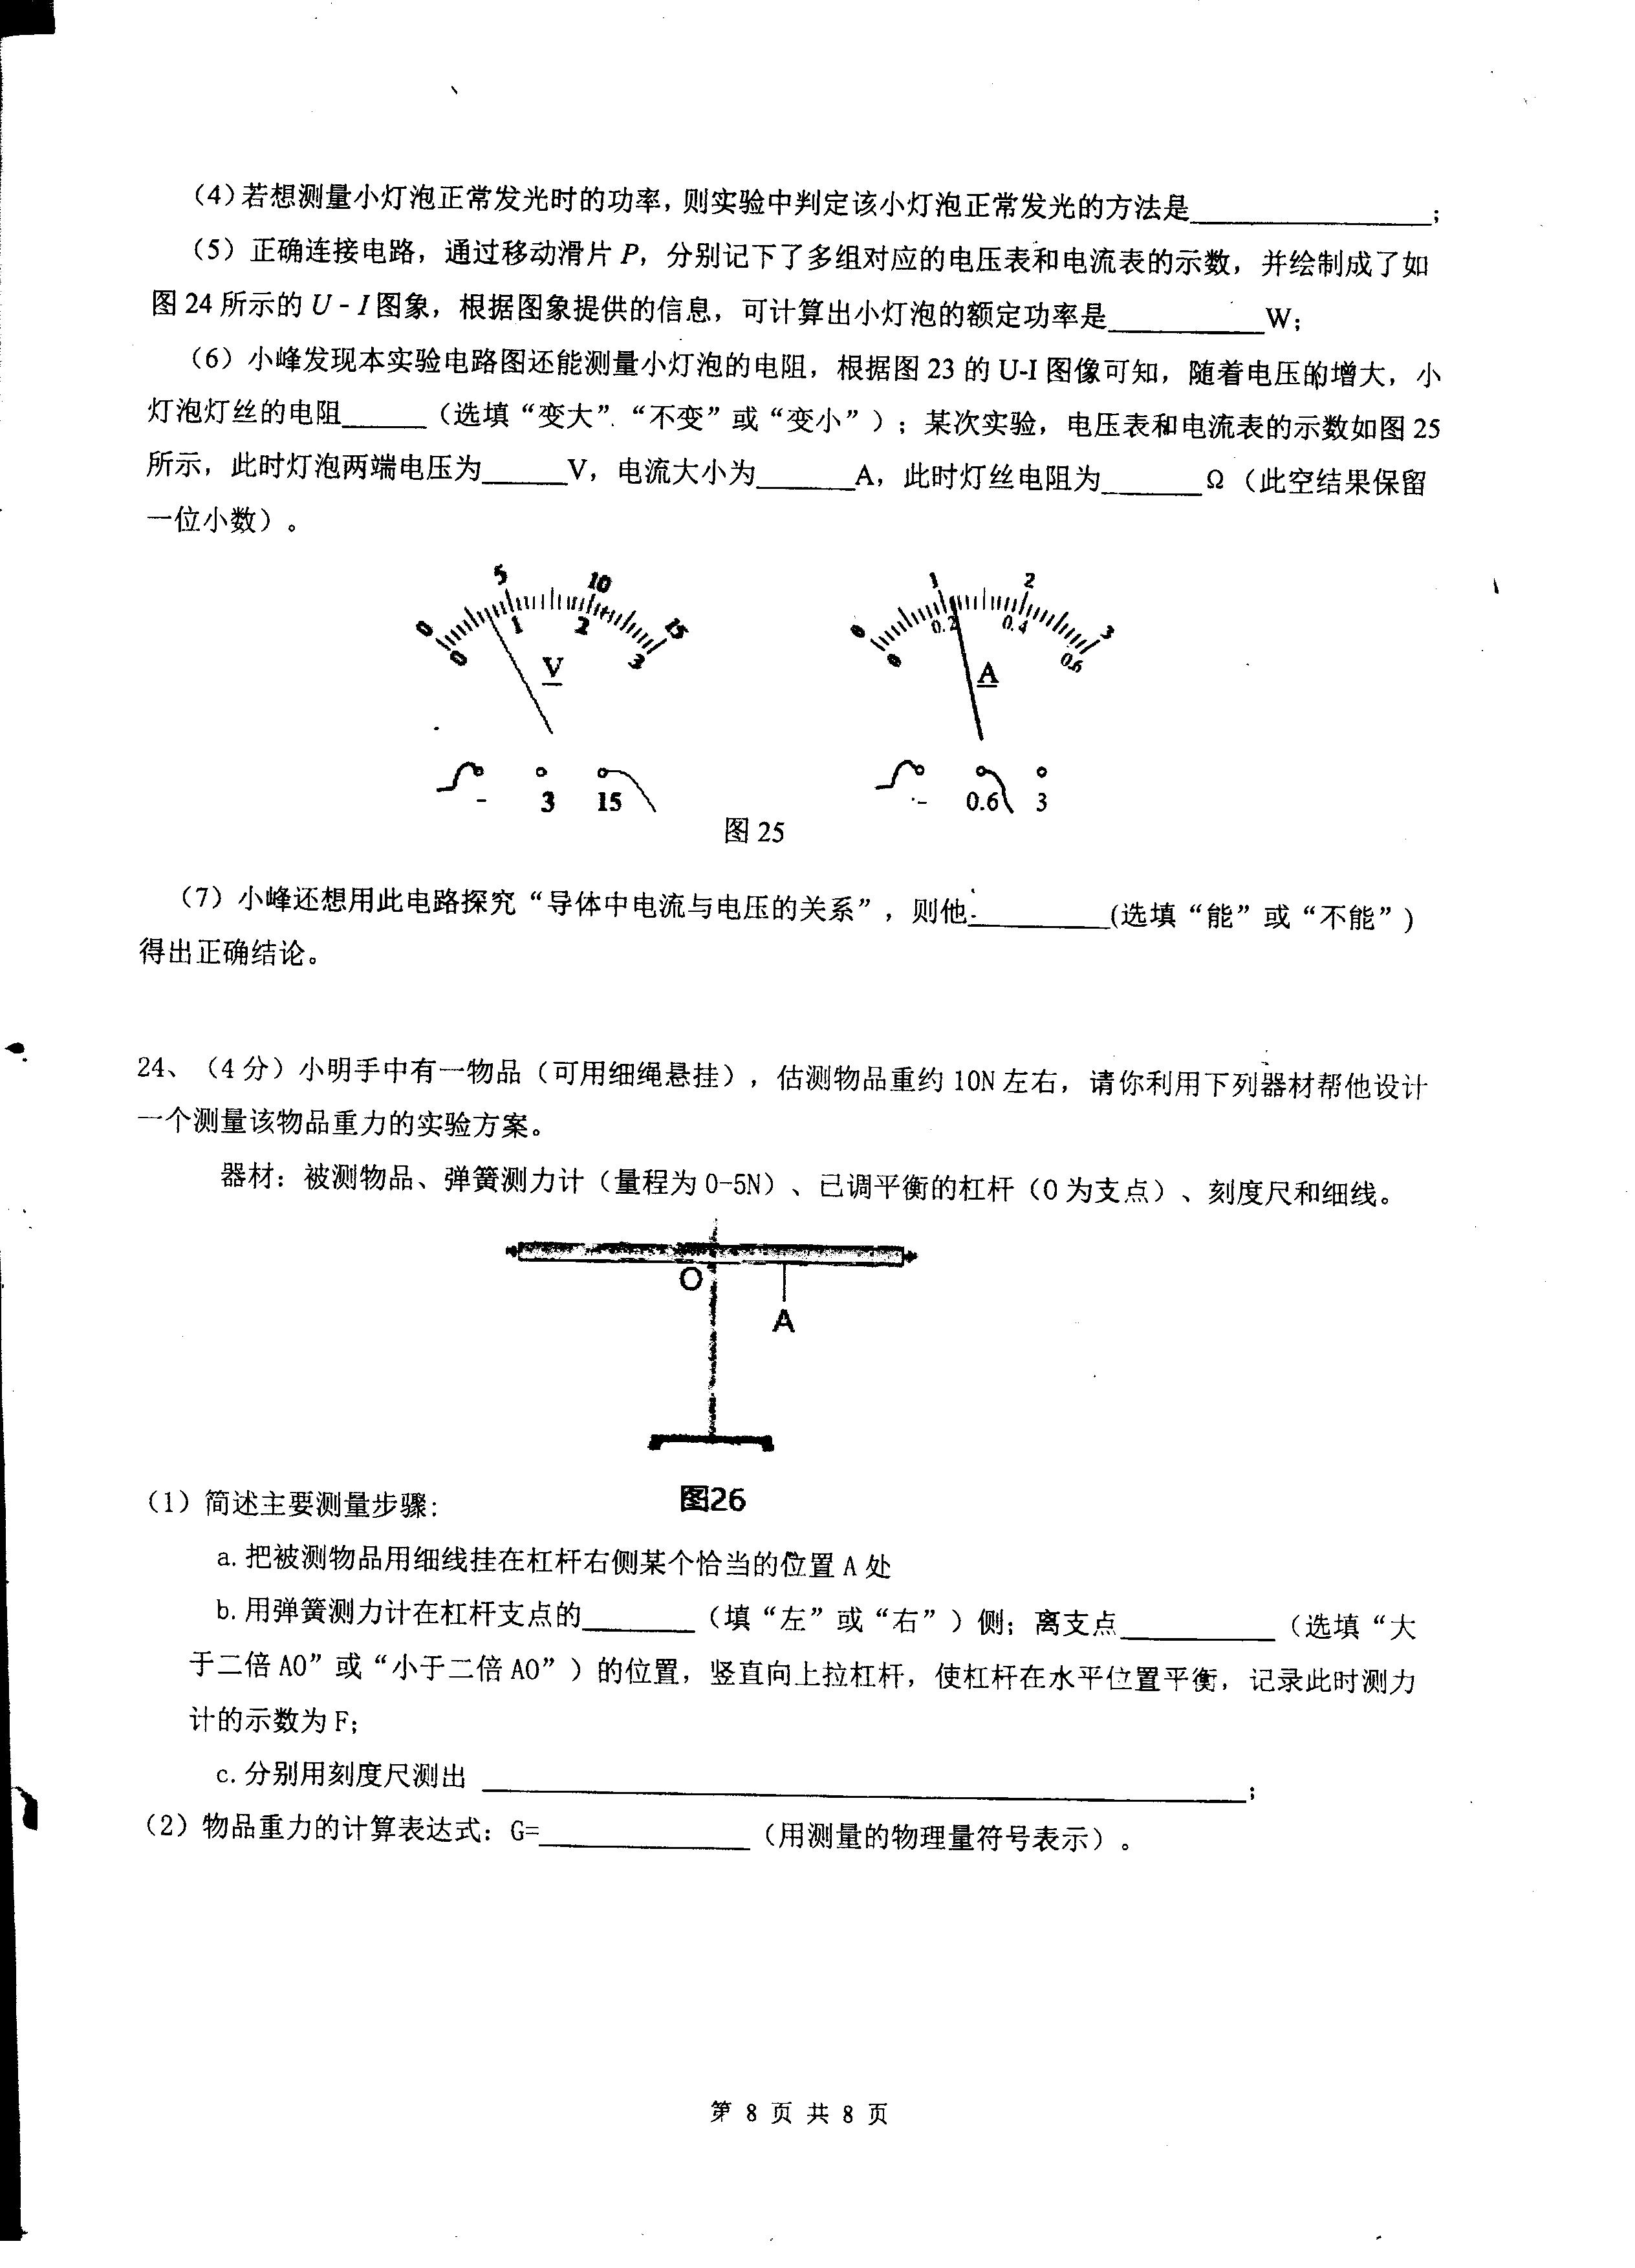 （4）若想测量小灯泡正常发光时的功率，则实验中判定该小灯泡正常发光的方法是________________；
（5）正确连接电路，通过移动滑片 P，分别记下了多组对应的电压表和电流表的示数，并绘制成了如
图 24 所示的 U - I 图象，根据图象提供的信息，可计算出小灯泡的额定功率是__________W；
（6）小峰发现本实验电路图还能测量小灯泡的电阻，根据图 23 的 U-I 图像可知，随着电压的增大，小
灯泡灯丝的电阻______（选填“变大”“不变”或“变小”）；某次实验，电压表和电流表的示数如图 25
所示，此时灯泡两端电压为______V，电流大小为_______A，此时灯丝电阻为_______Ω（此空结果保留
一位小数）。
0 5 10 15
0 1 2 3
V
- 3 15
0 1 2 3
0 0.2 0.4 0.6
A
- 0.6 3
图 25
（7）小峰还想用此电路探究“导体中电流与电压的关系”，则他__________(选填“能”或“不能”)
得出正确结论。
24、（4 分）小明手中有一物品（可用细绳悬挂），估测物品重约 10N 左右，请你利用下列器材帮他设计
一个测量该物品重力的实验方案。
器材：被测物品、弹簧测力计（量程为 0-5N）、已调平衡的杠杆（O 为支点）、刻度尺和细线。
O
A
图26
（1）简述主要测量步骤：
a.把被测物品用细线挂在杠杆右侧某个恰当的位置 A 处
b.用弹簧测力计在杠杆支点的________（填“左”或“右”）侧；离支点___________（选填“大
于二倍 AO”或“小于二倍 AO”）的位置，竖直向上拉杠杆，使杠杆在水平位置平衡，记录此时测力
计的示数为 F；
c.分别用刻度尺测出 ______________________________________________________；
（2）物品重力的计算表达式：G=_______________（用测量的物理量符号表示）。
第 8 页 共 8 页